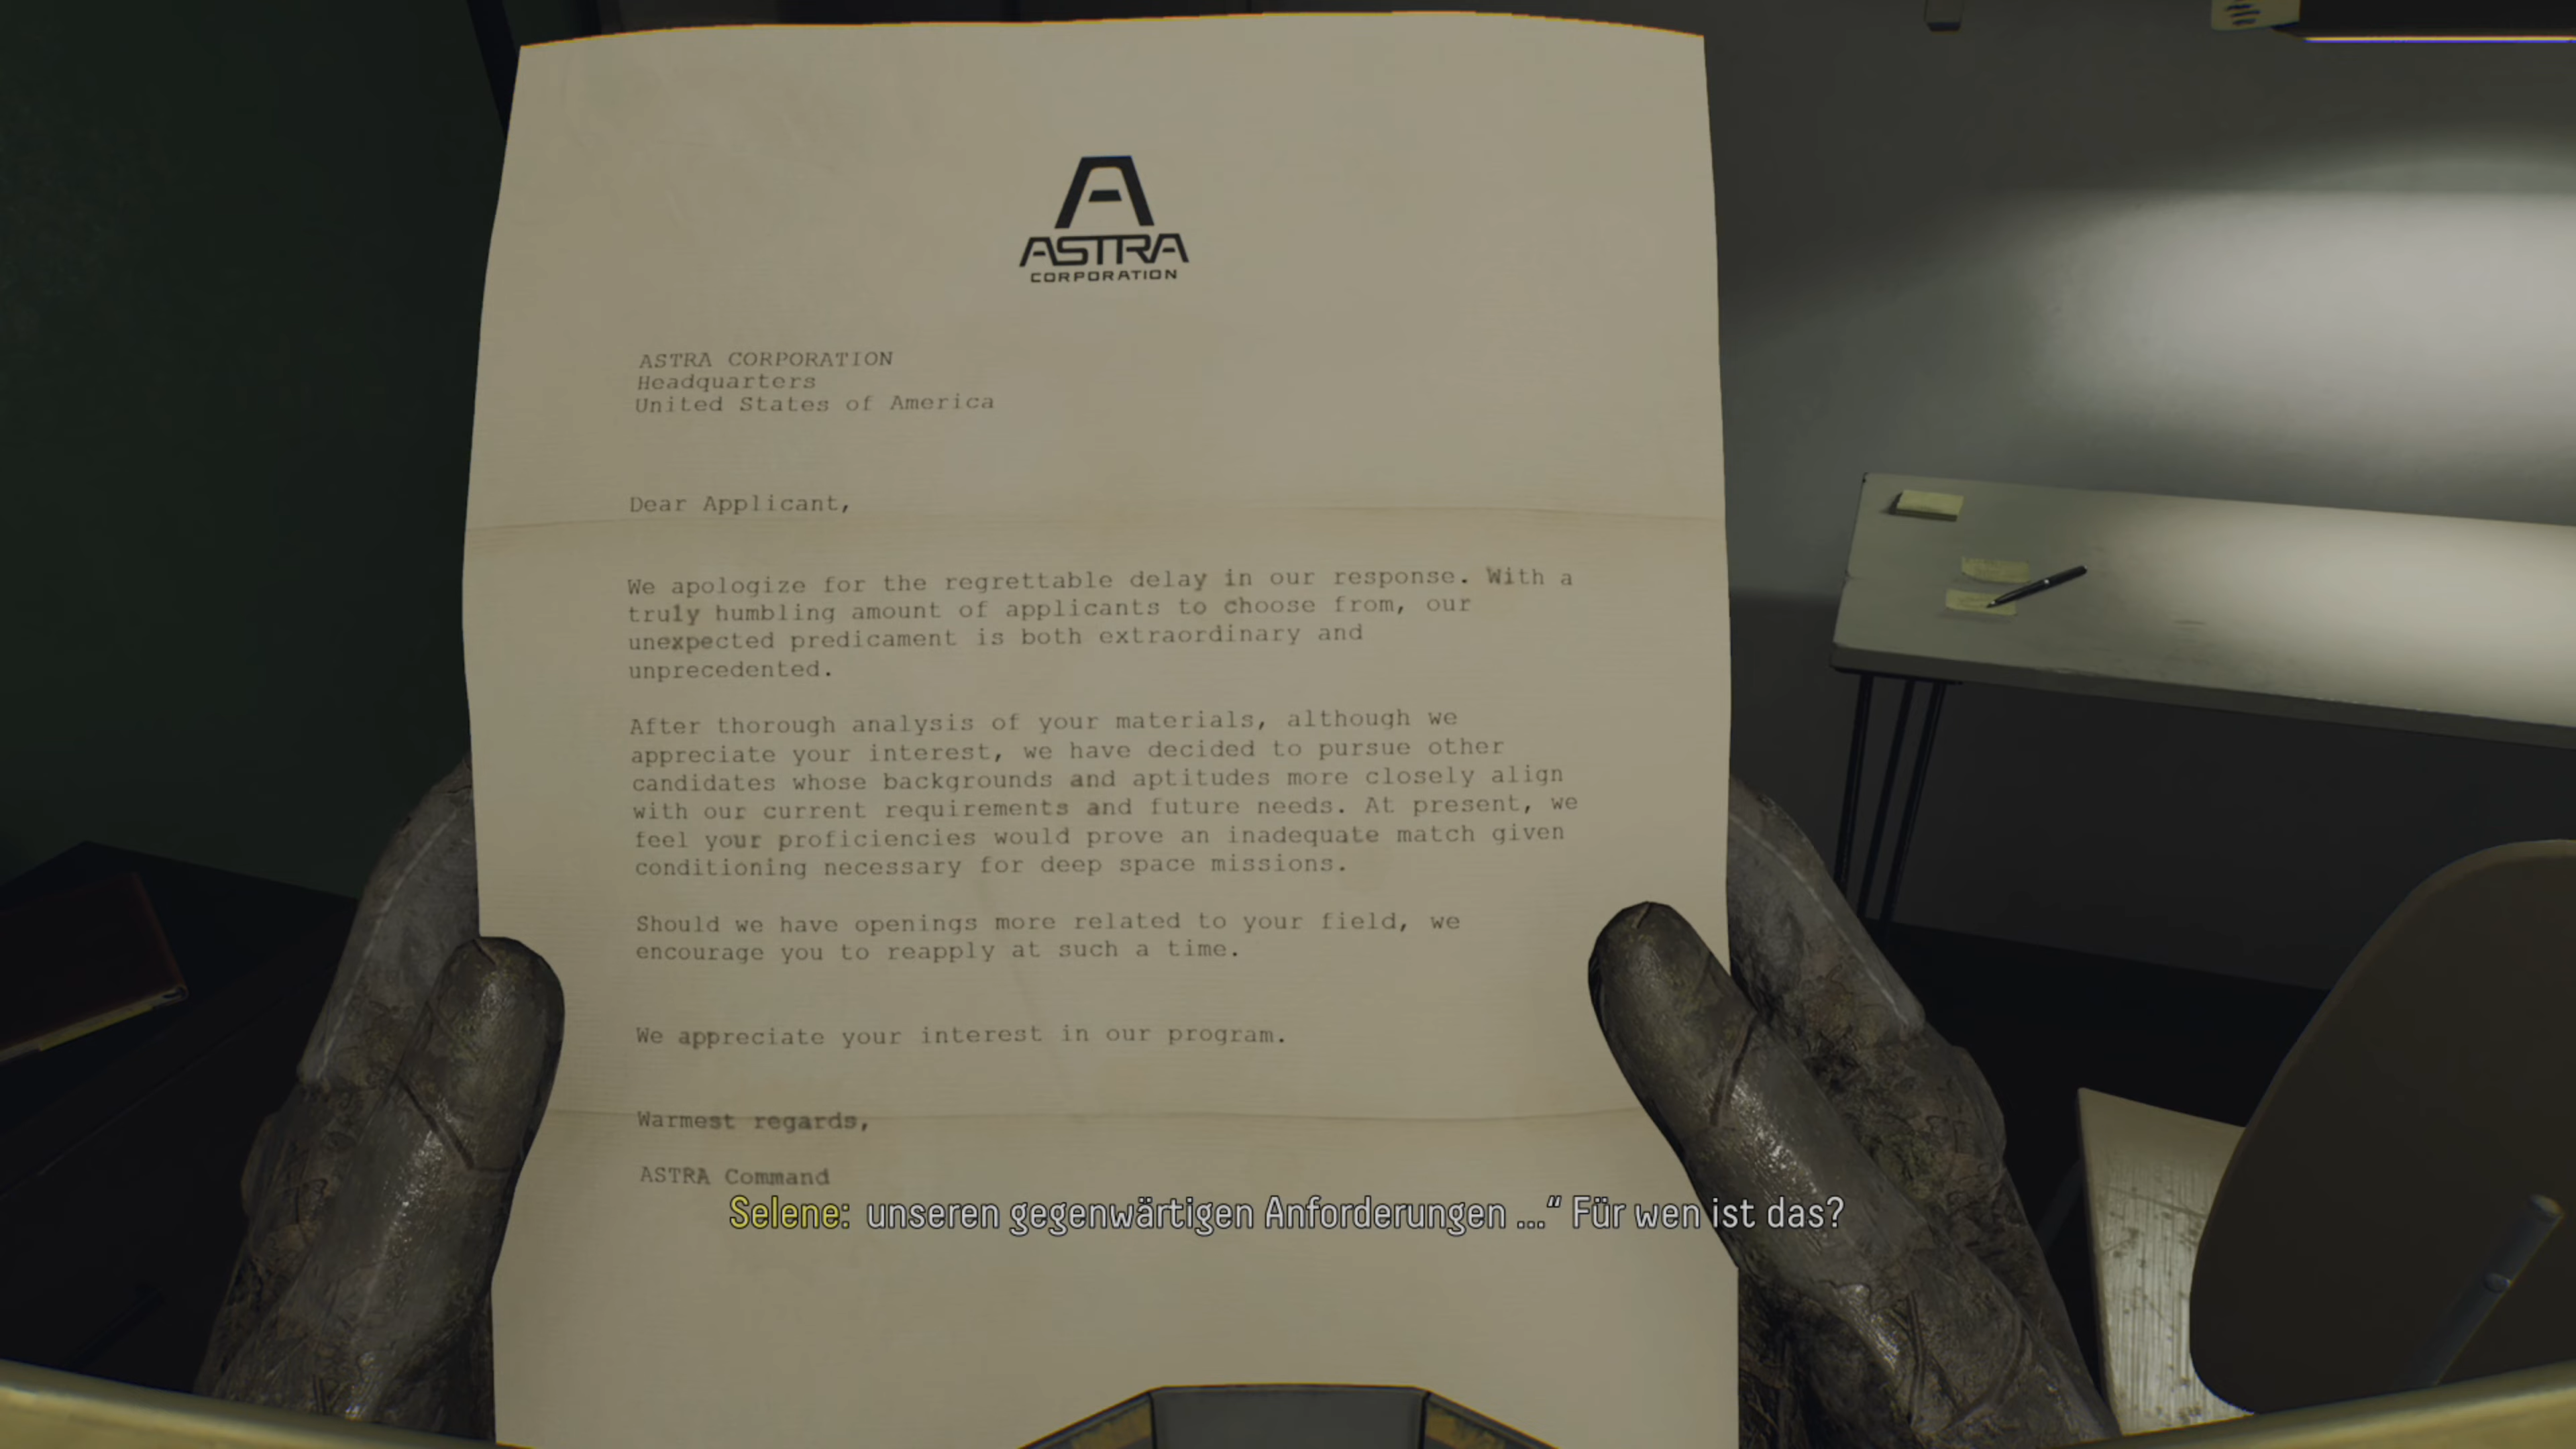 A
ASTRA
CORPORATION
ASTRA CORPORATION
Headquarters
United States of America
Dear Applicant,
We apologize for the regrettable delay in our response. With a
truly humbling amount of applicants to choose from, our
unexpected predicament is both extraordinary and
unprecedented.
After thorough analysis of your materials, although we
appreciate your interest, we have decided to pursue other
candidates whose backgrounds and aptitudes more closely align
with our current requirements and future needs. At present, we
feel your proficiencies would prove an inadequate match given
conditioning necessary for deep space missions.
Should we have openings more related to your field, we
encourage you to reapply at such a time.
We appreciate your interest in our program.
Warmest regards,
ASTRA Command
Selene: unseren gegenwärtigen Anforderungen ...“ Für wen ist das?